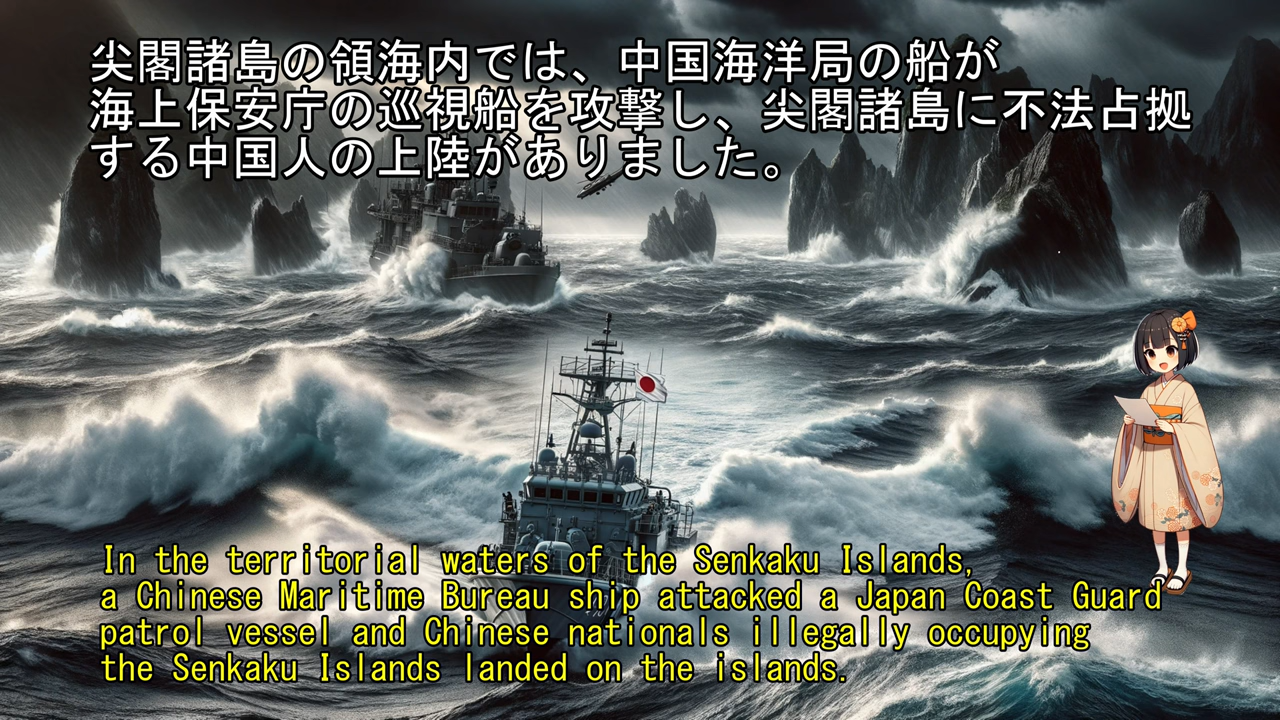 尖閣諸島の領海内では、中国海洋局の船が
海上保安庁の巡視船を攻撃し、尖閣諸島に不法占拠
する中国人の上陸がありました。
In the territorial waters of the Senkaku Islands,
a Chinese Maritime Bureau ship attacked a Japan Coast Guard
patrol vessel and Chinese nationals illegally occupying
the Senkaku Islands landed on the islands.